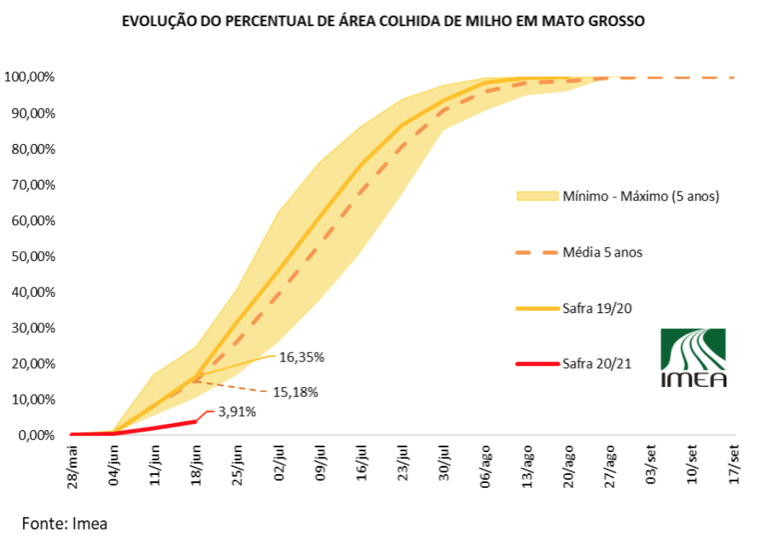 EVOLUÇÃO DO PERCENTUAL DE ÁREA COLHIDA DE MILHO EM MATO GROSSO
100,00%
90,00%
80,00%
70,00%
60,00%
50,00%
40,00%
30,00%
20,00%
10,00%
0,00%
Mínimo - Máximo (5 anos)
Média 5 anos
Safra 19/20
Safra 20/21
IMEA
16,35%
15,18%
3,91%
28/mai
04/jun
11/jun
18/jun
25/jun
02/jul
09/jul
16/jul
23/jul
30/jul
06/ago
13/ago
20/ago
27/ago
03/set
10/set
17/set
Fonte: Imea